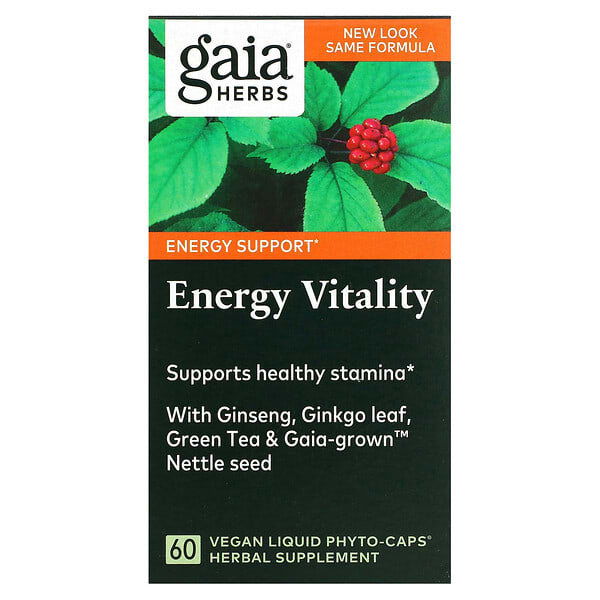 gaia®
HERBS
NEW LOOK
SAME FORMULA
ENERGY SUPPORT*
Energy Vitality
Supports healthy stamina*
With Ginseng, Ginkgo leaf,
Green Tea & Gaia-grown™
Nettle seed
60 VEGAN LIQUID PHYTO-CAPS®
HERBAL SUPPLEMENT